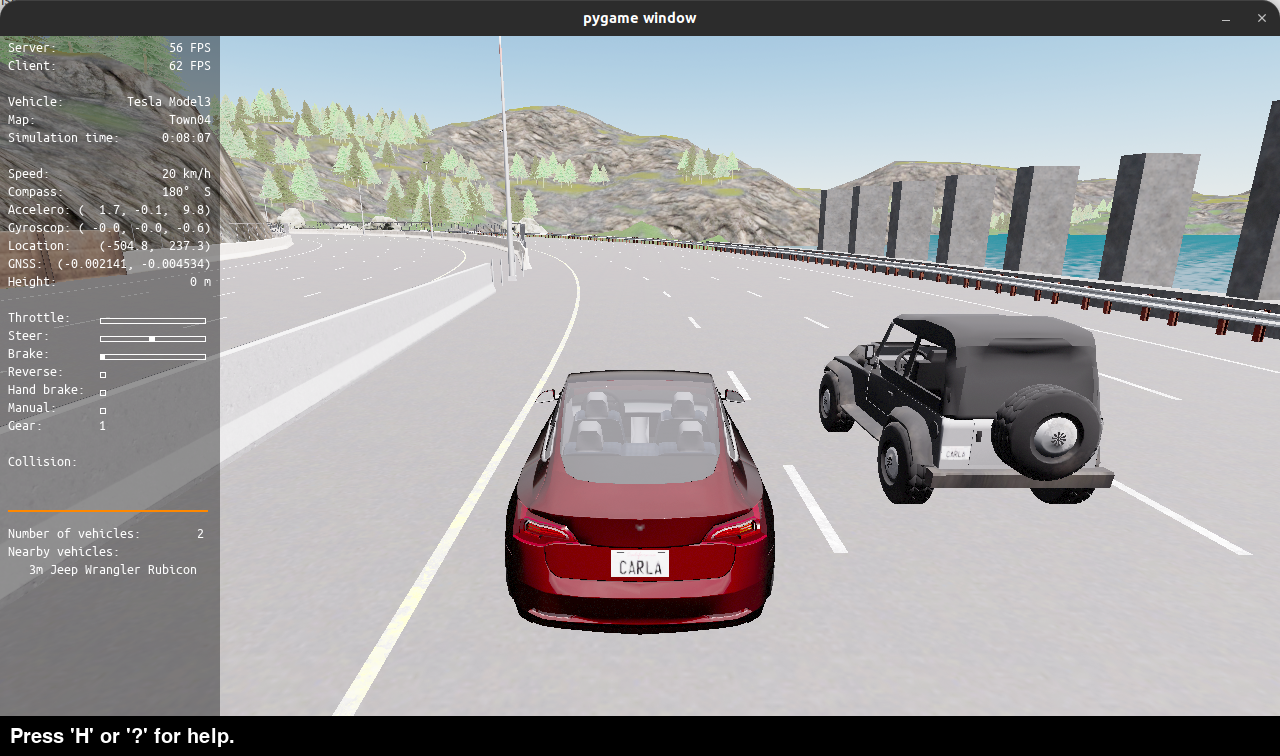 pygame window
Server: 56 FPS
Client: 62 FPS
Vehicle: Tesla Model3
Map: Town04
Simulation time: 0:08:07
Speed: 20 km/h
Compass: 180° S
Accelero: ( 1.7, -0.1, 9.8)
Gyroscop: ( -0.0, -0.0, -0.6)
Location: (-504.8, 237.3)
GNSS: (-0.002141, -0.004534)
Height: 0 m
Throttle:
Steer:
Brake:
Reverse:
Hand brake:
Manual:
Gear: 1
Collision:
Number of vehicles: 2
Nearby vehicles:
3m Jeep Wrangler Rubicon
CARLA
CARLA
Press 'H' or '?' for help.